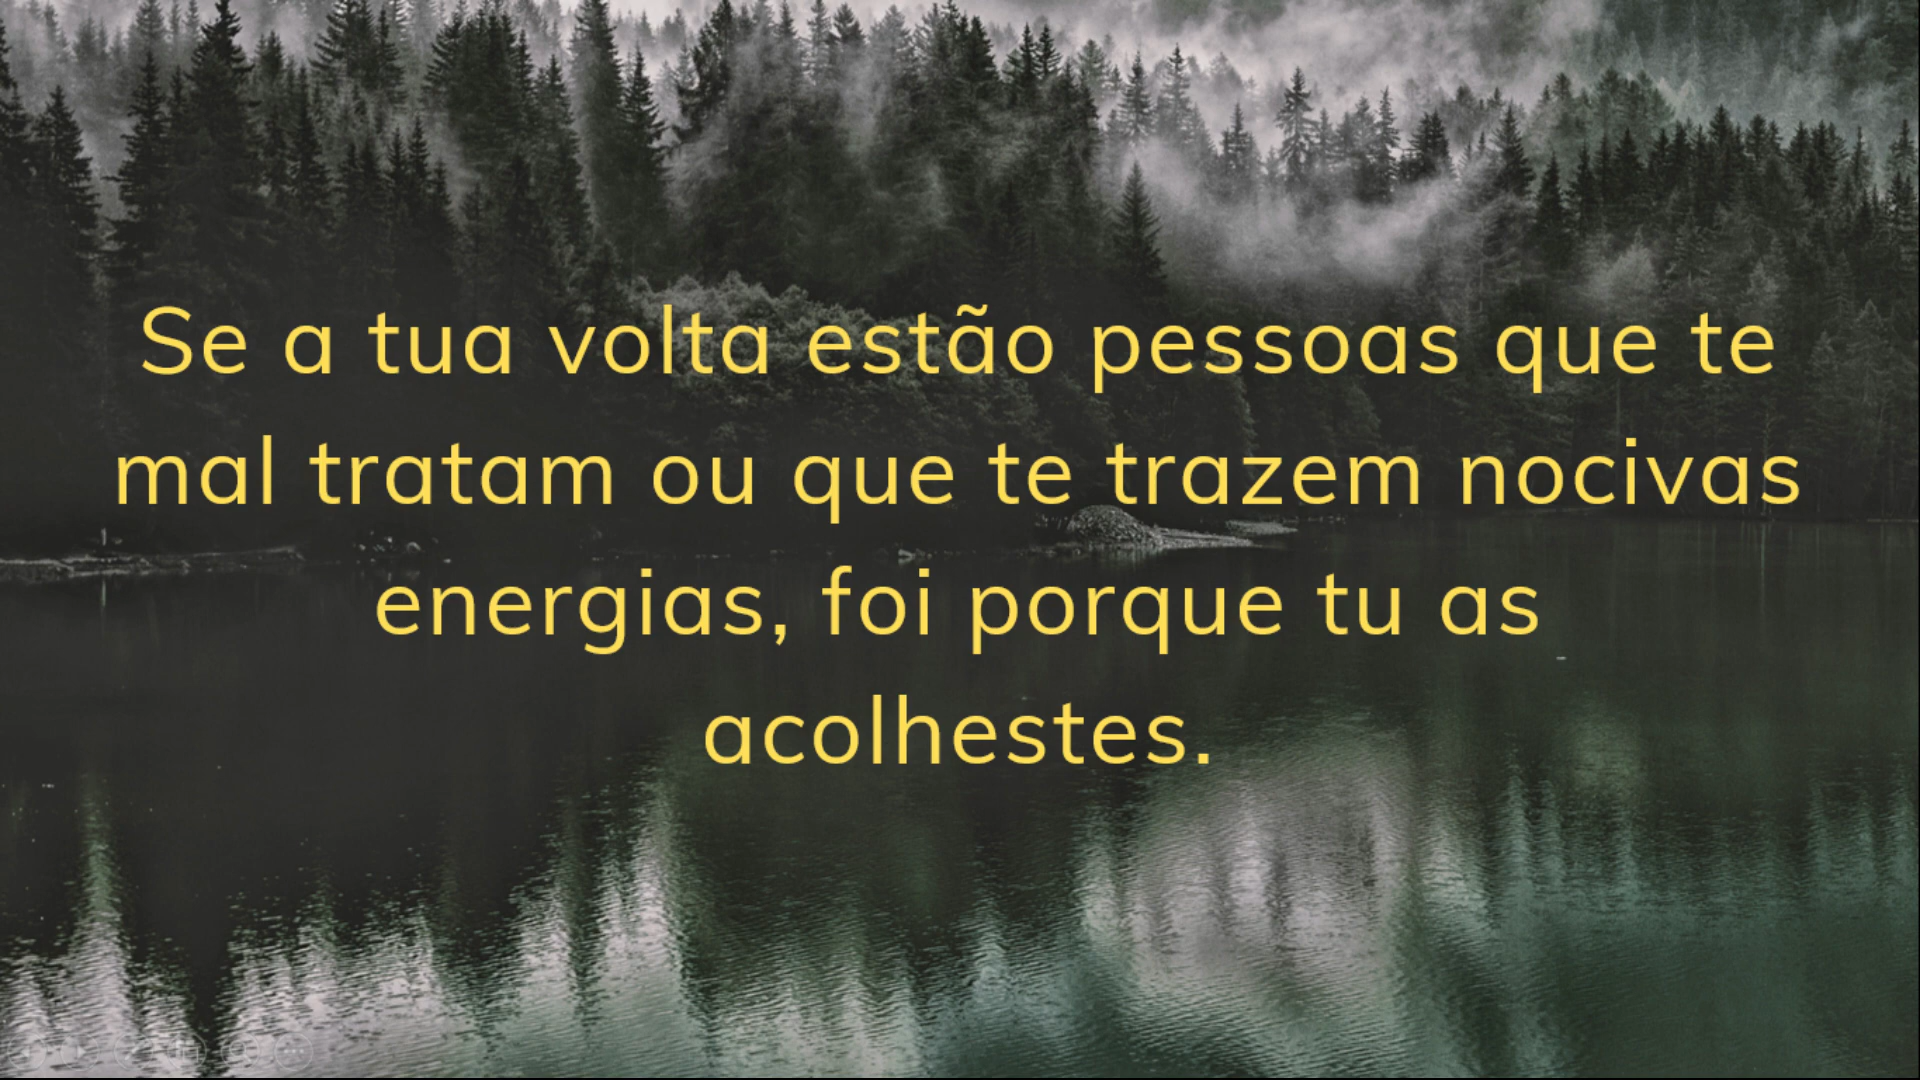 Se a tua volta estão pessoas que te
mal tratam ou que te trazem nocivas
energias, foi porque tu as
acolhestes.